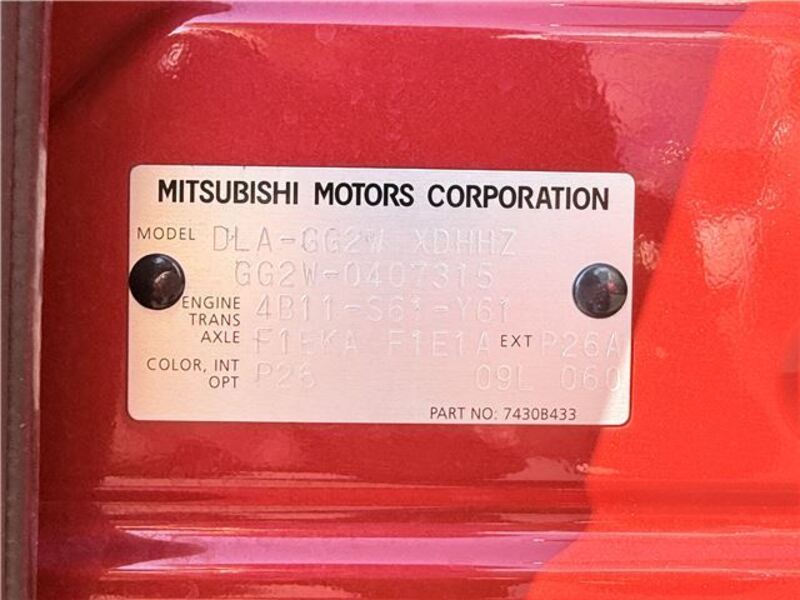 MITSUBISHI MOTORS CORPORATION
MODEL DLA-GG2W XDHHZ
GG2W-0407315
ENGINE 4B11-S61-Y61
TRANS
AXLE F1EKA F1E1A EXT P26A
COLOR, INT
OPT P26 09L 060
PART NO: 7430B433